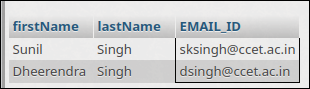 firstName lastName EMAIL_ID
Sunil Singh sksingh@ccet.ac.in
Dheerendra Singh dsingh@ccet.ac.in